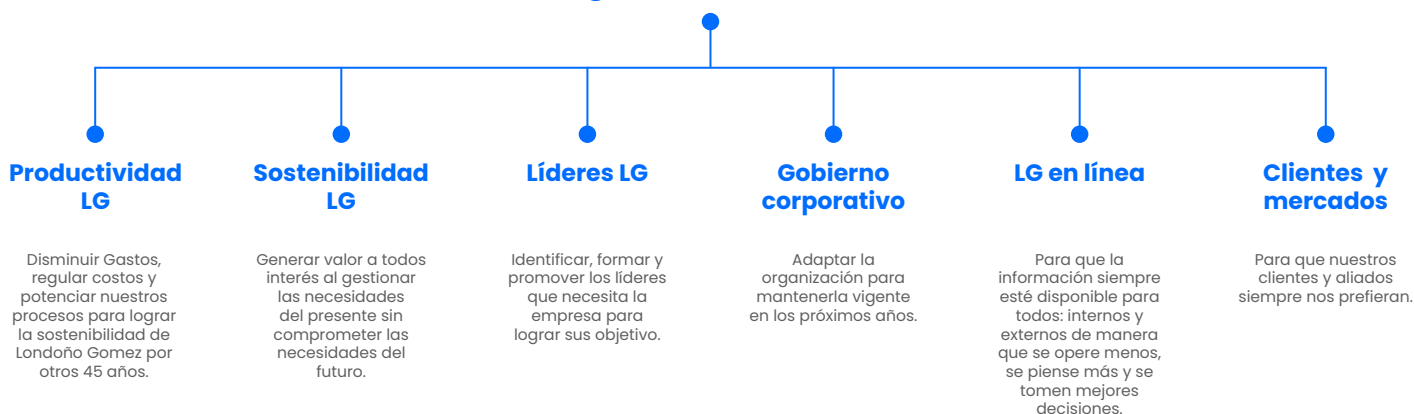 Productividad
LG
Disminuir Gastos,
regular costos y
potenciar nuestros
procesos para lograr
la sostenibilidad de
Londoño Gomez por
otros 45 años.
Sostenibilidad
LG
Generar valor a todos
interés al gestionar
las necesidades
del presente sin
comprometer las
necesidades del
futuro.
Líderes LG
Identificar, formar y
promover los líderes
que necesita la
empresa para
lograr sus objetivo.
Gobierno
corporativo
Adaptar la
organización para
mantenerla vigente
en los próximos años.
LG en línea
Para que la
información siempre
esté disponible para
todos: internos y
externos de manera
que se opere menos,
se piense más y se
tomen mejores
decisiones.
Clientes y
mercados
Para que nuestros
clientes y aliados
siempre nos prefieran.